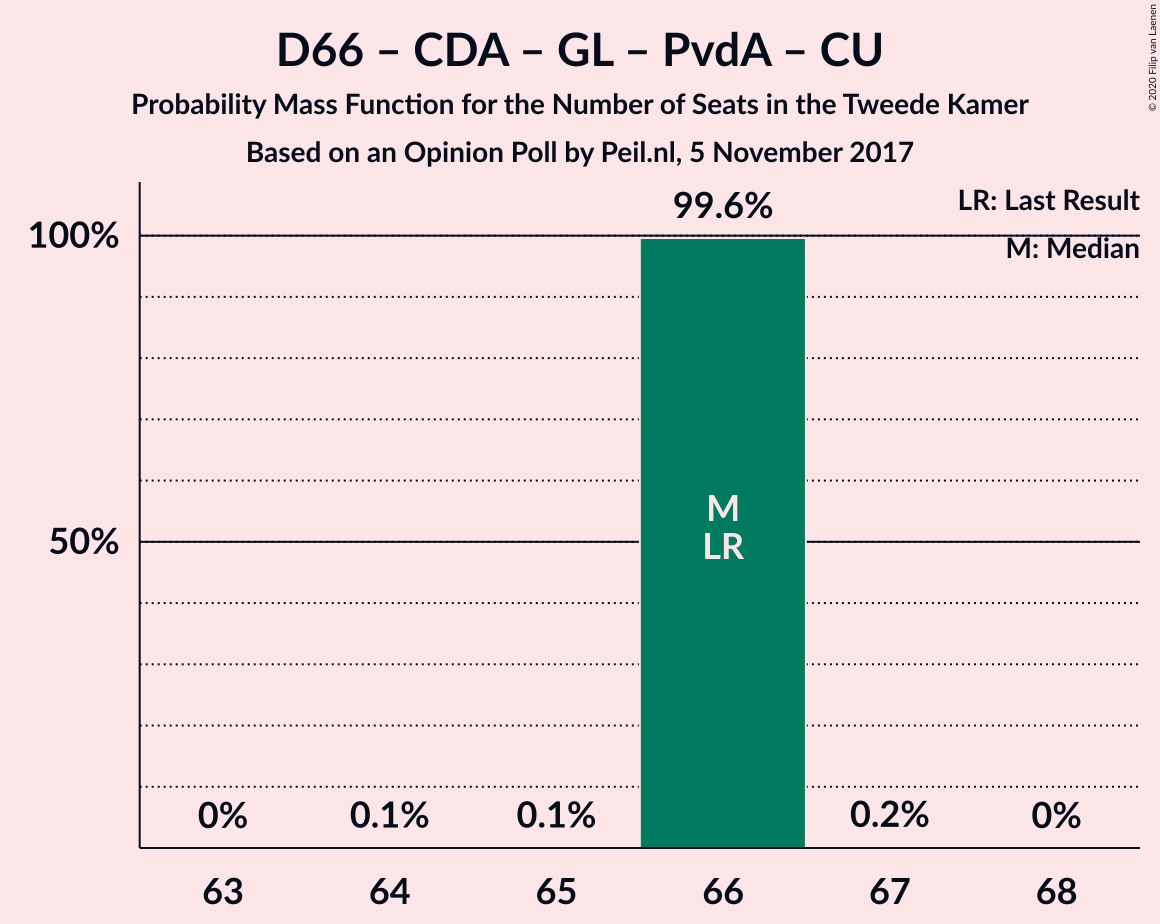 D66 – CDA – GL – PvdA – CU
Probability Mass Function for the Number of Seats in the Tweede Kamer
Based on an Opinion Poll by Peil.nl, 5 November 2017
© 2020 Filip van Laenen
LR: Last Result
M: Median
100%
50%
99.6%
M
LR
0%
0.1%
0.1%
0.2%
0%
63
64
65
66
67
68